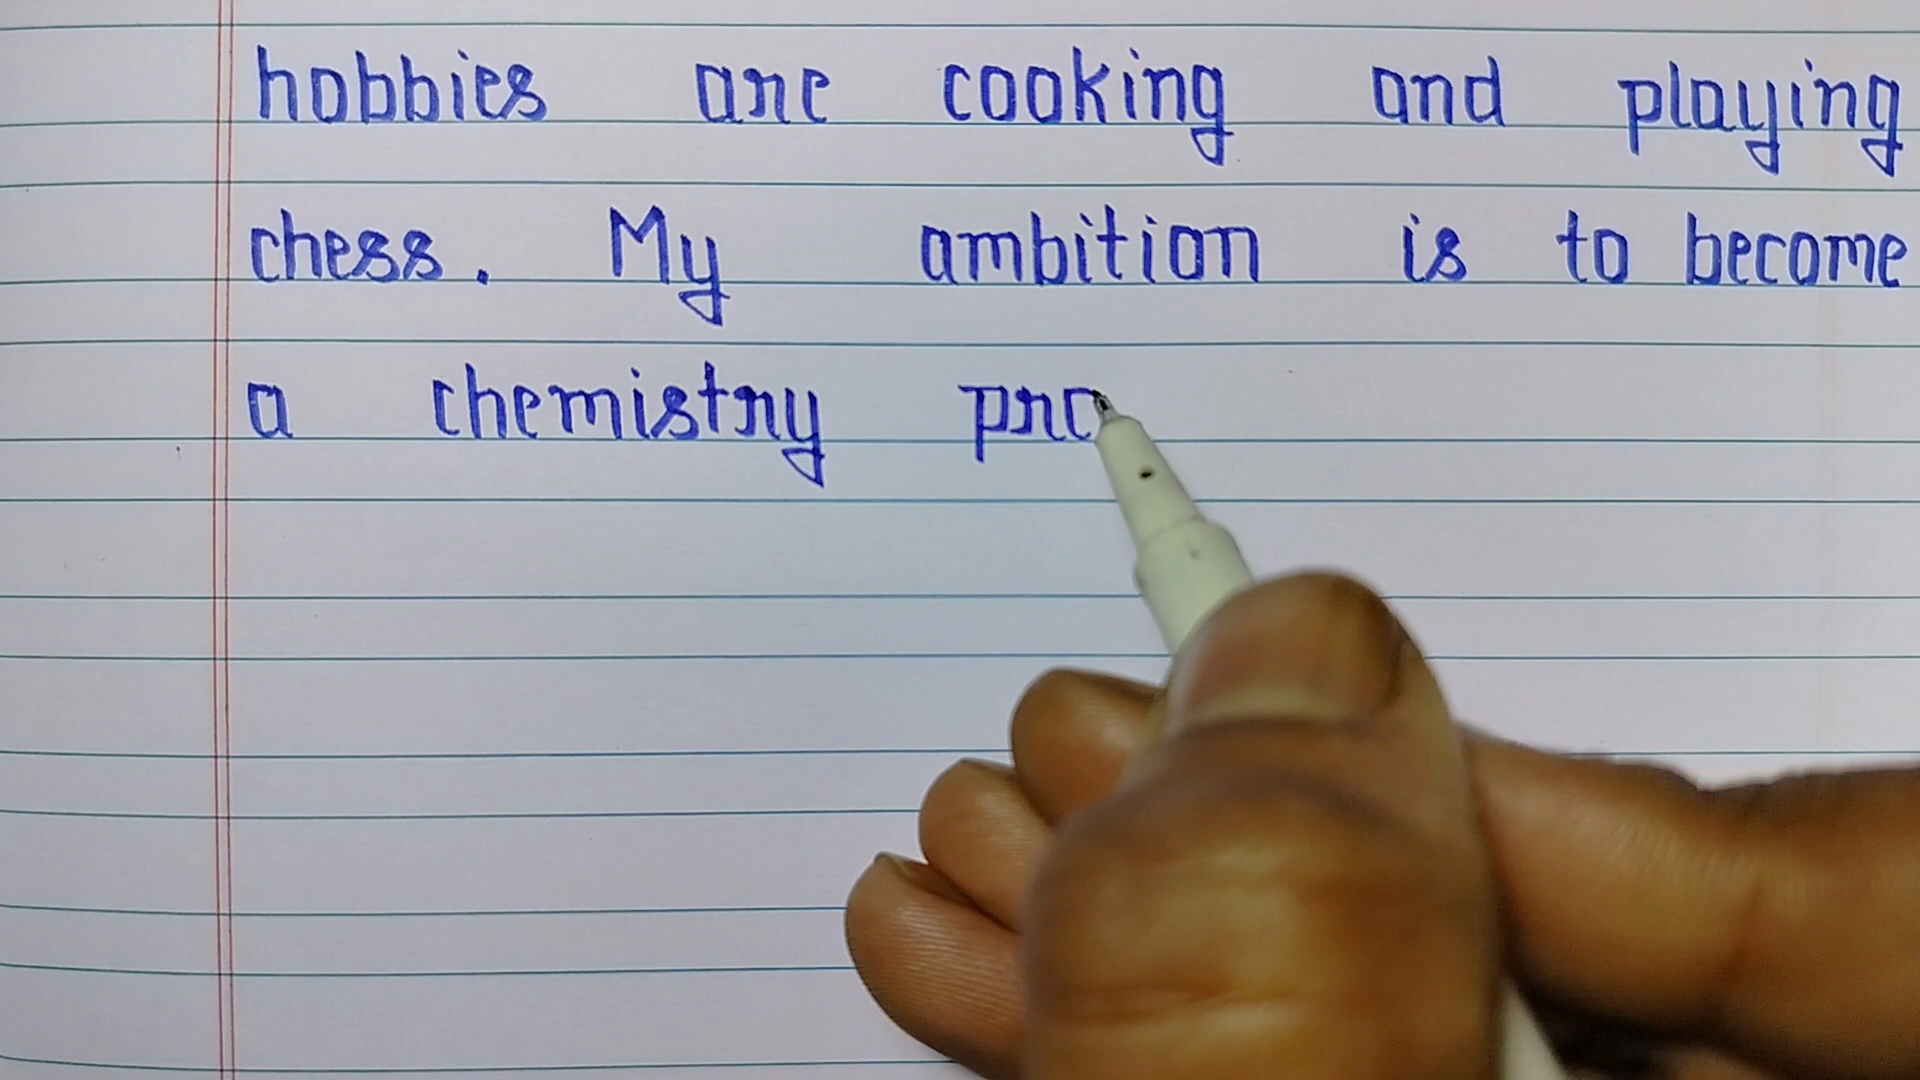 hobbies are cooking and playing
chess. My ambition is to become
a chemistry pro